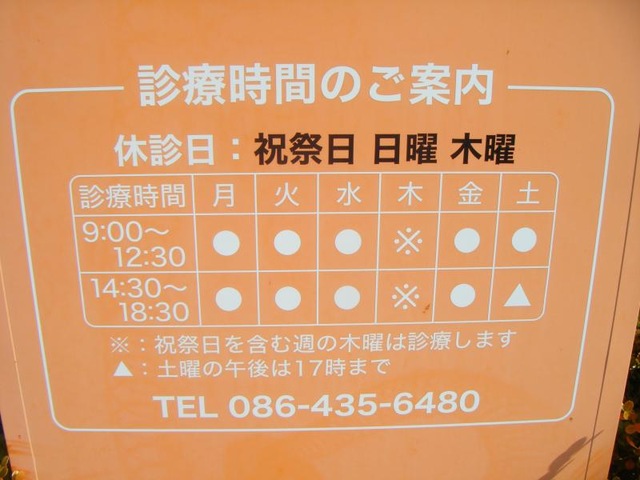 診療時間のご案内
休診日：祝祭日 日曜 木曜
診療時間 月 火 水 木 金 土
9:00～12:30 ● ● ● ※ ● ●
14:30～18:30 ● ● ● ※ ● ▲
※：祝祭日を含む週の木曜は診療します
▲：土曜の午後は17時まで
TEL 086-435-6480